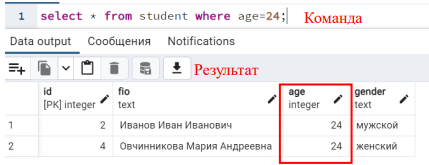 1 select * from student where age=24; Команда
Data output Сообщения Notifications
Результат
id fio age gender
[PK] integer text integer text
1 2 Иванов Иван Иванович 24 мужской
2 4 Овчинникова Мария Андреевна 24 женский